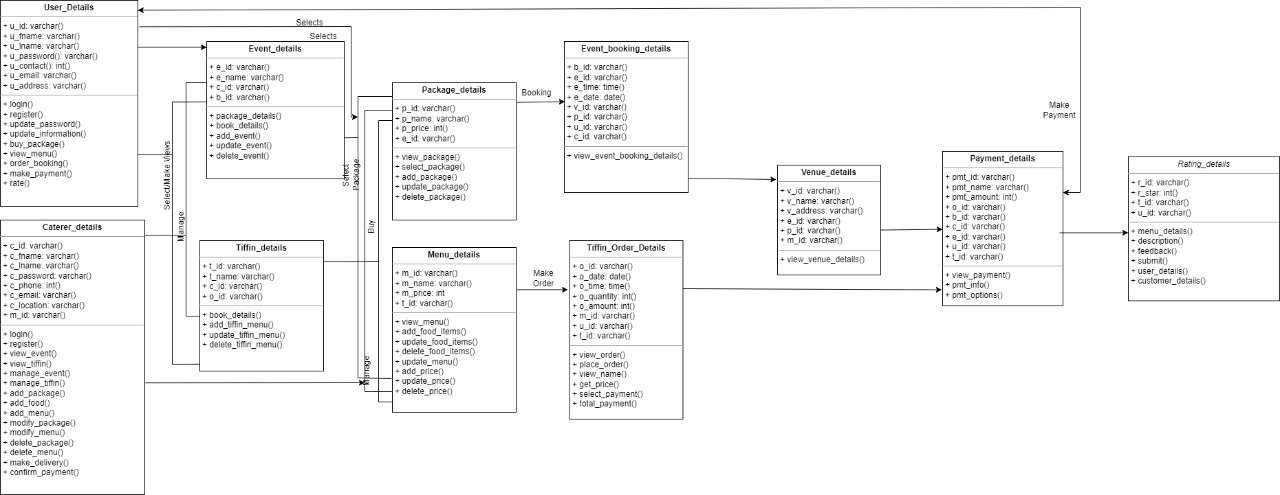 User_Details
+ u_id: varchar()
+ u_fname: varchar()
+ u_lname: varchar()
+ u_password(): varchar()
+ u_contact(): int()
+ u_email: varchar()
+ u_address: varchar()
+ login()
+ register()
+ update_password()
+ update_information()
+ buy_package()
+ view_menu()
+ order_booking()
+ make_payment()
+ rate()
Caterer_details
+ c_id: varchar()
+ c_fname: varchar()
+ c_lname: varchar()
+ c_password: varchar()
+ c_phone: int()
+ c_email: varchar()
+ c_location: varchar()
+ m_id: varchar()
+ login()
+ register()
+ view_event()
+ view_tiffin()
+ manage_event()
+ manage_tiffin()
+ add_package()
+ add_food()
+ add_menu()
+ modify_package()
+ modify_menu()
+ delete_package()
+ delete_menu()
+ make_delivery()
+ confirm_payment()
Selects
Selects
Select/Make Views
Manage
Event_details
+ e_id: varchar()
+ e_name: varchar()
+ c_id: varchar()
+ b_id: varchar()
+ package_details()
+ book_details()
+ add_event()
+ update_event()
+ delete_event()
Tiffin_details
+ t_id: varchar()
+ t_name: varchar()
+ c_id: varchar()
+ o_id: varchar()
+ book_details()
+ add_tiffin_menu()
+ update_tiffin_menu()
+ delete_tiffin_menu()
Select
Package
Buy
Manage
Package_details
+ p_id: varchar()
+ p_name: varchar()
+ p_price: int()
+ e_id: varchar()
+ view_package()
+ select_package()
+ add_package()
+ update_package()
+ delete_package()
Menu_details
+ m_id: varchar()
+ m_name: varchar()
+ m_price: int
+ t_id: varchar()
+ view_menu()
+ add_food_items()
+ update_food_items()
+ delete_food_items()
+ update_menu()
+ add_price()
+ update_price()
+ delete_price()
Booking
Make
Order
Event_booking_details
+ b_id: varchar()
+ e_id: varchar()
+ e_time: time()
+ e_date: date()
+ v_id: varchar()
+ p_id: varchar()
+ u_id: varchar()
+ c_id: varchar()
+ view_event_booking_details()
Tiffin_Order_Details
+ o_id: varchar()
+ o_date: date()
+ o_time: time()
+ o_quantity: int()
+ o_amount: int()
+ m_id: varchar()
+ u_id: varchar()
+ t_id: varchar()
+ view_order()
+ place_order()
+ view_name()
+ get_price()
+ select_payment()
+ total_payment()
Venue_details
+ v_id: varchar()
+ v_name: varchar()
+ v_address: varchar()
+ e_id: varchar()
+ p_id: varchar()
+ m_id: varchar()
+ view_venue_details()
Make
Payment
Payment_details
+ pmt_id: varchar()
+ pmt_name: varchar()
+ pmt_amount: int()
+ o_id: varchar()
+ b_id: varchar()
+ c_id: varchar()
+ e_id: varchar()
+ u_id: varchar()
+ t_id: varchar()
+ view_payment()
+ pmt_info()
+ pmt_options()
Rating_details
+ r_id: varchar()
+ r_star: int()
+ t_id: varchar()
+ u_id: varchar()
+ menu_details()
+ description()
+ feedback()
+ submit()
+ user_details()
+ customer_details()